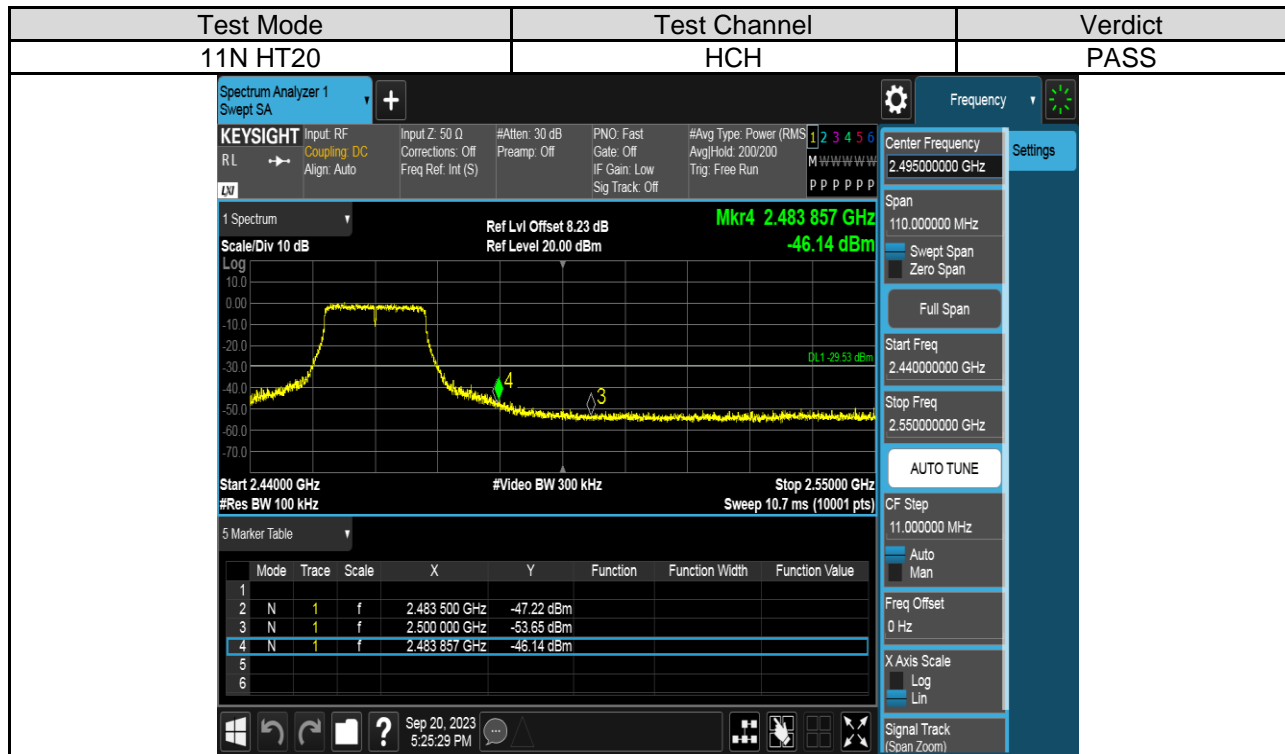 Test Mode Test Channel Verdict
11N HT20 HCH PASS
Spectrum Analyzer 1
Swept SA
+
Frequency
KEYSIGHT Input: RF Input Z: 50 Ω #Atten: 30 dB PNO: Fast #Avg Type: Power (RMS 1 2 3 4 5 6
R L Coupling: DC Corrections: Off Preamp: Off Gate: Off Avg|Hold: 200/200 M W W W W W
Align: Auto Freq Ref: Int (S) IF Gain: Low Trig: Free Run
LXI Sig Track: Off P P P P P P
1 Spectrum
Ref Lvl Offset 8.23 dB
Mkr4 2.483 857 GHz
Scale/Div 10 dB Ref Level 20.00 dBm -46.14 dBm
Log
10.0
0.00
-10.0
-20.0
DL1 -29.53 dBm
-30.0
-40.0
4
3
-50.0
-60.0
-70.0
Start 2.44000 GHz #Video BW 300 kHz Stop 2.55000 GHz
#Res BW 100 kHz Sweep 10.7 ms (10001 pts)
5 Marker Table
Mode Trace Scale X Y Function Function Width Function Value
1
2 N 1 f 2.483 500 GHz -47.22 dBm
3 N 1 f 2.500 000 GHz -53.65 dBm
4 N 1 f 2.483 857 GHz -46.14 dBm
5
6
?
Sep 20, 2023
5:25:29 PM
Center Frequency
2.495000000 GHz
Settings
Span
110.000000 MHz
Swept Span
Zero Span
Full Span
Start Freq
2.440000000 GHz
Stop Freq
2.550000000 GHz
AUTO TUNE
CF Step
11.000000 MHz
Auto
Man
Freq Offset
0 Hz
X Axis Scale
Log
Lin
Signal Track
(Span Zoom)